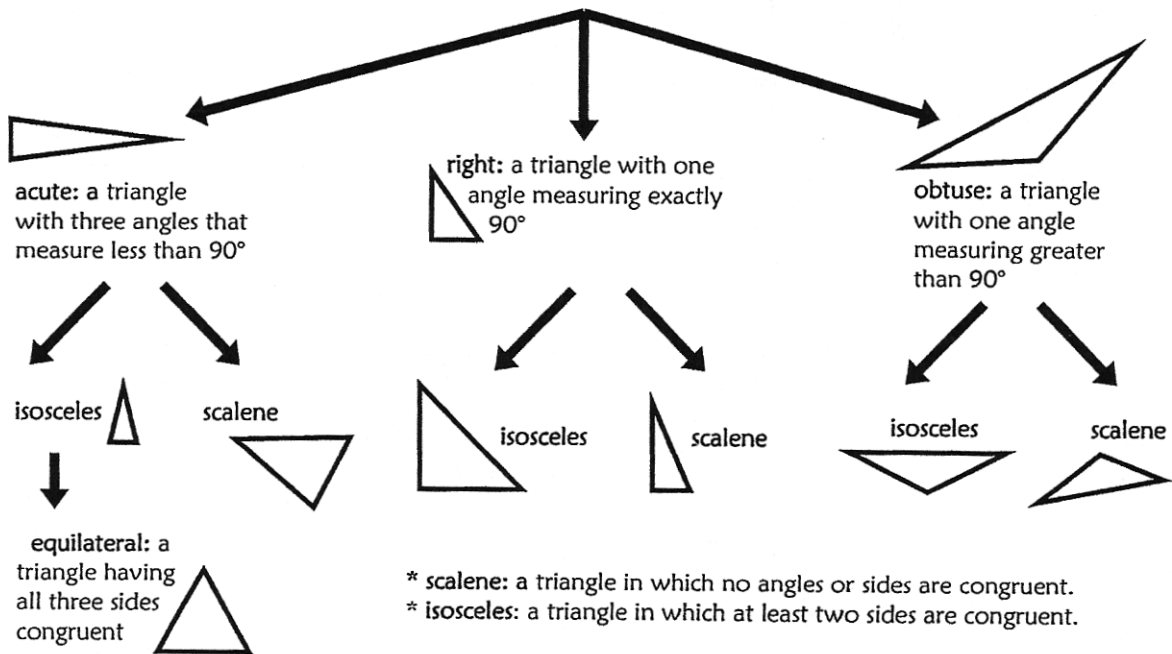 acute: a triangle
with three angles that
measure less than 90°
right: a triangle with one
angle measuring exactly
90°
obtuse: a triangle
with one angle
measuring greater
than 90°
isosceles
scalene
isosceles
scalene
isosceles
scalene
equilateral: a
triangle having
all three sides
congruent
* scalene: a triangle in which no angles or sides are congruent.
* isosceles: a triangle in which at least two sides are congruent.